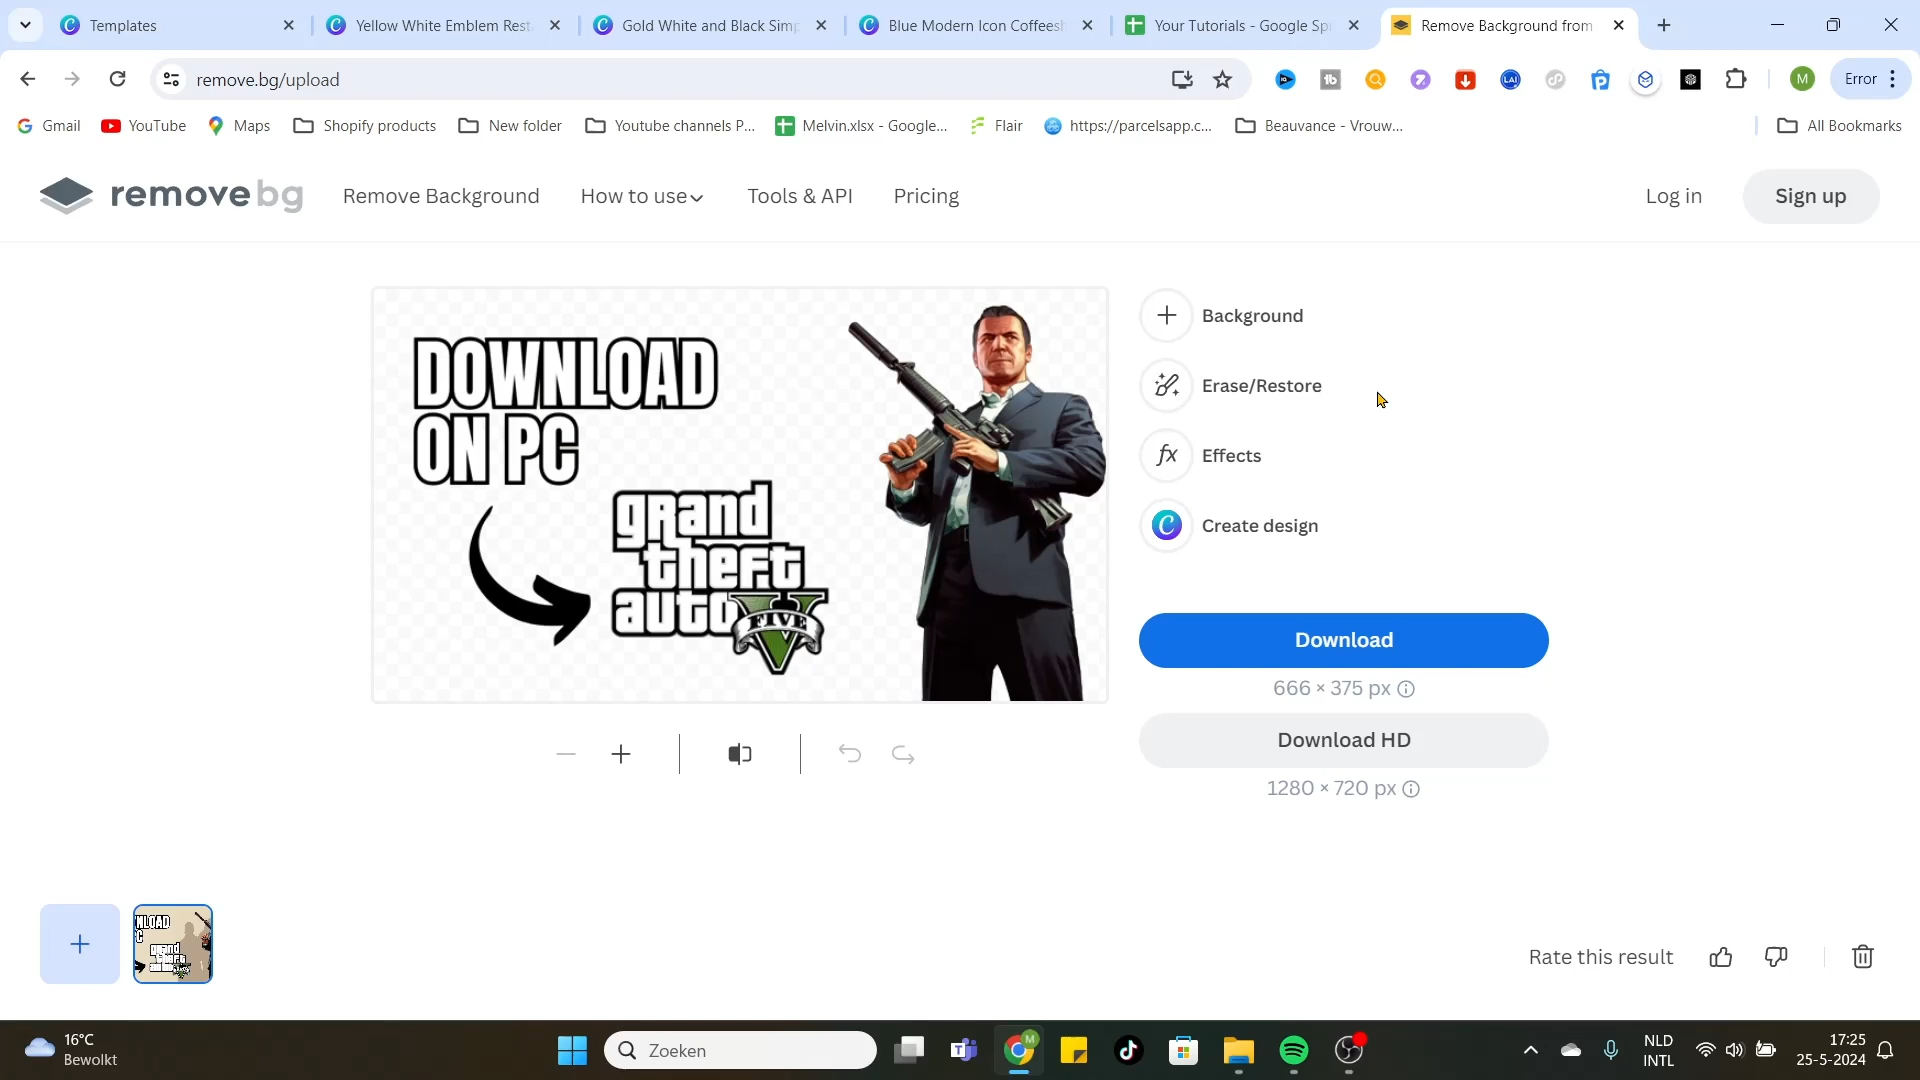 Templates
Yellow White Emblem Rest
Gold White and Black Simp
Blue Modern Icon Coffeesh
Your Tutorials - Google Sp
Remove Background from
remove.bg/upload
M
Error
Gmail
YouTube
Maps
Shopify products
New folder
Youtube channels P...
Melvin.xlsx - Google...
Flair
https://parcelsapp.c...
Beauvance - Vrouw...
All Bookmarks
removebg
Remove Background
How to use
Tools & API
Pricing
Log in
Sign up
DOWNLOAD
ON PC
grand
theft
auto
FIVE
V
Background
Erase/Restore
fx Effects
Create design
Download
666 × 375 px
Download HD
1280 × 720 px
Rate this result
16°C
Bewolkt
Zoeken
NLD
INTL
17:25
25-5-2024